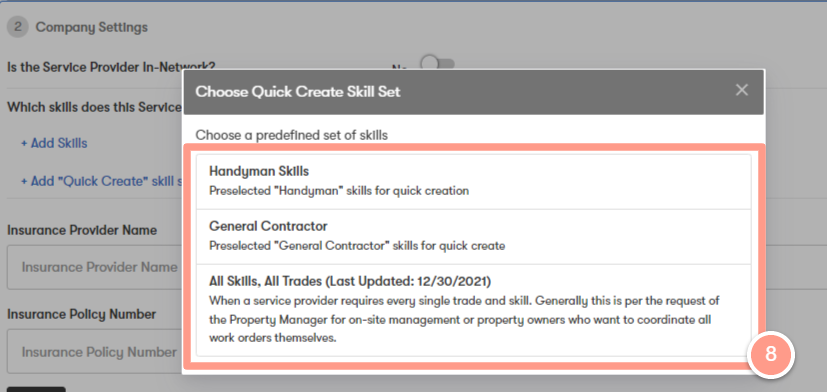 2 Company Settings
Is the Service Provider In-Network?
No
Choose Quick Create Skill Set
Which skills does this Service
Choose a predefined set of skills
+ Add Skills
Handyman Skills
Preselected "Handyman" skills for quick creation
+ Add "Quick Create" skill s
General Contractor
Preselected "General Contractor" skills for quick create
Insurance Provider Name
Insurance Provider Name
All Skills, All Trades (Last Updated: 12/30/2021)
When a service provider requires every single trade and skill. Generally this is per the request of
the Property Manager for on-site management or property owners who want to coordinate all
work orders themselves.
Insurance Policy Number
Insurance Policy Number
8